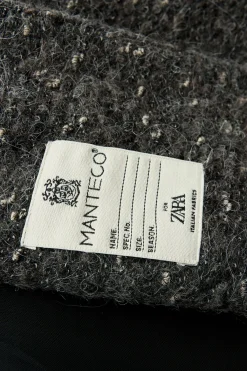 MANTECO®
NAME.
SPEC.No.
SIZE.
SEASON.
FOR
ZARA
ITALIAN FABRICS